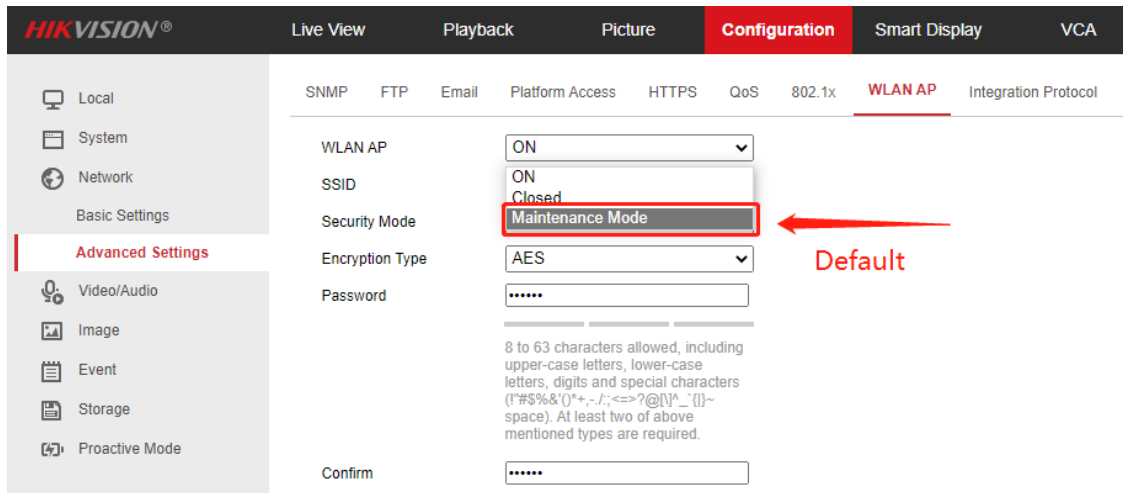 HIKVISION®
Live View Playback Picture Configuration Smart Display VCA
Local
System
Network
Basic Settings
Advanced Settings
Video/Audio
Image
Event
Storage
Proactive Mode
SNMP FTP Email Platform Access HTTPS QoS 802.1x WLAN AP Integration Protocol
WLAN AP ON
ON
Closed
Maintenance Mode
SSID
Security Mode
Default
Encryption Type AES
Password ••••••
8 to 63 characters allowed, including
upper-case letters, lower-case
letters, digits and special characters
(!"#$%&'()*+,-./:;<=>?@[\]^_`{|}~
space). At least two of above
mentioned types are required.
Confirm ••••••